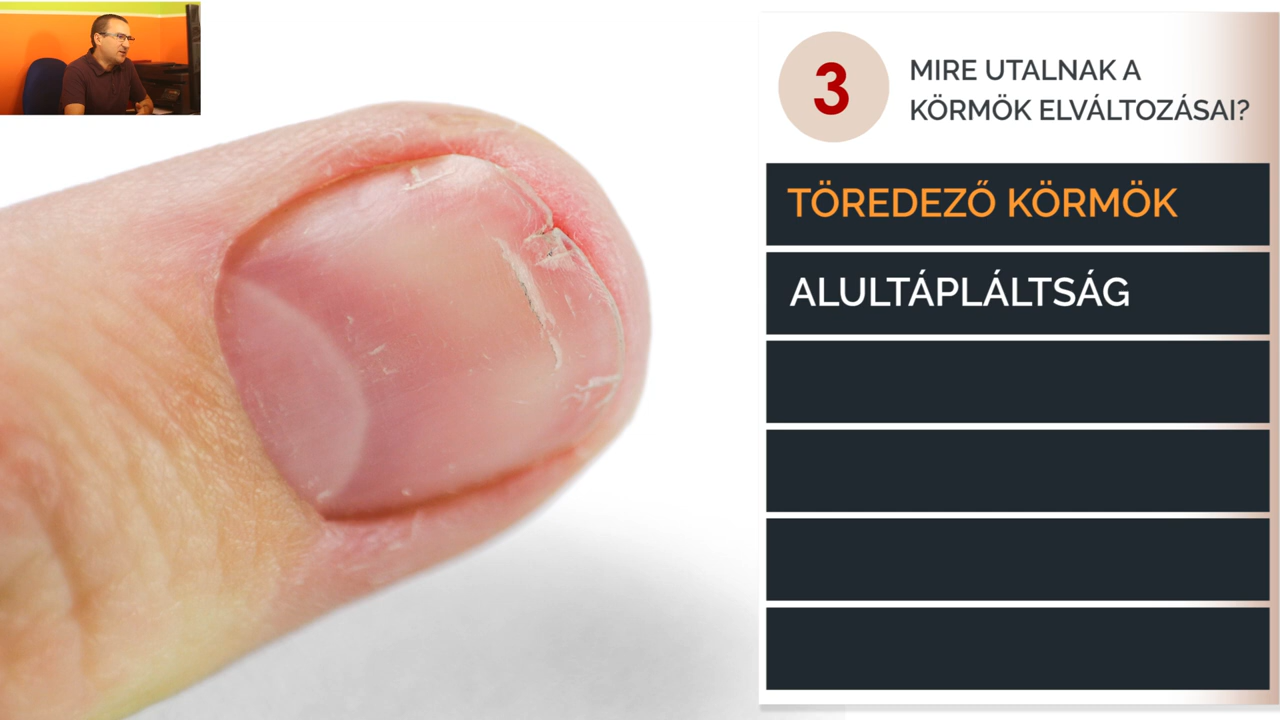 3
MIRE UTALNAK A
KÖRMÖK ELVÁLTOZÁSAI?
TÖREDEZŐ KÖRMÖK
ALULTÁPLÁLTSÁG